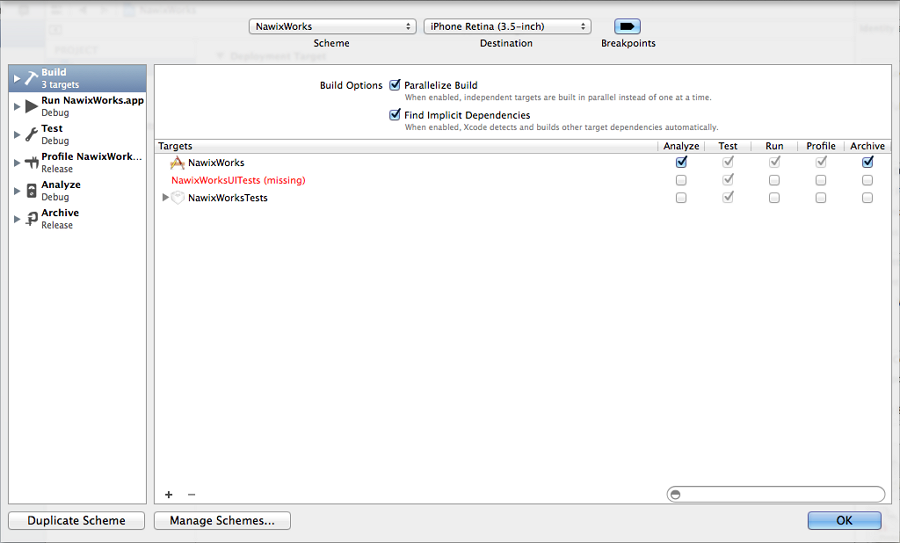 NawixWorks
iPhone Retina (3.5-inch)
Scheme
Destination
Breakpoints
Build
3 targets
Run NawixWorks.app
Debug
Test
Debug
Profile NawixWork...
Release
Analyze
Debug
Archive
Release
Build Options
Parallelize Build
When enabled, independent targets are built in parallel instead of one at a time.
Find Implicit Dependencies
When enabled, Xcode detects and builds other target dependencies automatically.
Targets Analyze Test Run Profile Archive
NawixWorks
NawixWorksUITests (missing)
NawixWorksTests
Duplicate Scheme
Manage Schemes...
OK